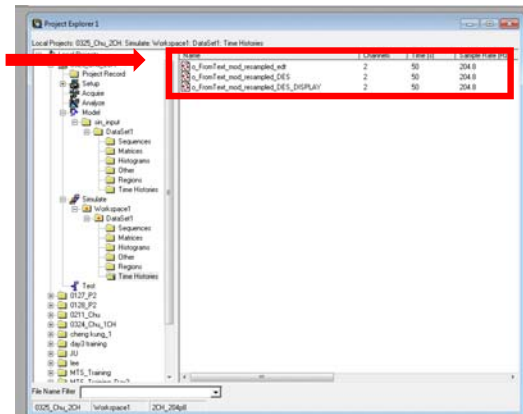 Project Explorer 1
Local Projects: 0325_Chu_2CH: Simulate: Workspace1: DataSet1: Time Histories
Name Channels Time [s] Sample Rate [Hz]
o_FromText_mod_resampled_edt 2 50 204.8
o_FromText_mod_resampled_DES 2 50 204.8
o_FromText_mod_resampled_DES_DISPLAY 2 50 204.8
Project Record
Setup
Acquire
Analyze
Model
sin_input
DataSet1
Sequences
Matrices
Histograms
Other
Regions
Time Histories
Simulate
Workspace1
DataSet1
Sequences
Matrices
Histograms
Other
Regions
Time Histories
Test
0127_P2
0128_P2
0211_Chu
0324_Chu_1CH
cheng kung_1
day3 training
JU
lee
MTS_Training
MTS_Training_Day2
File Name Filter
0325_Chu_2CH Workspace1 2CH_204p8